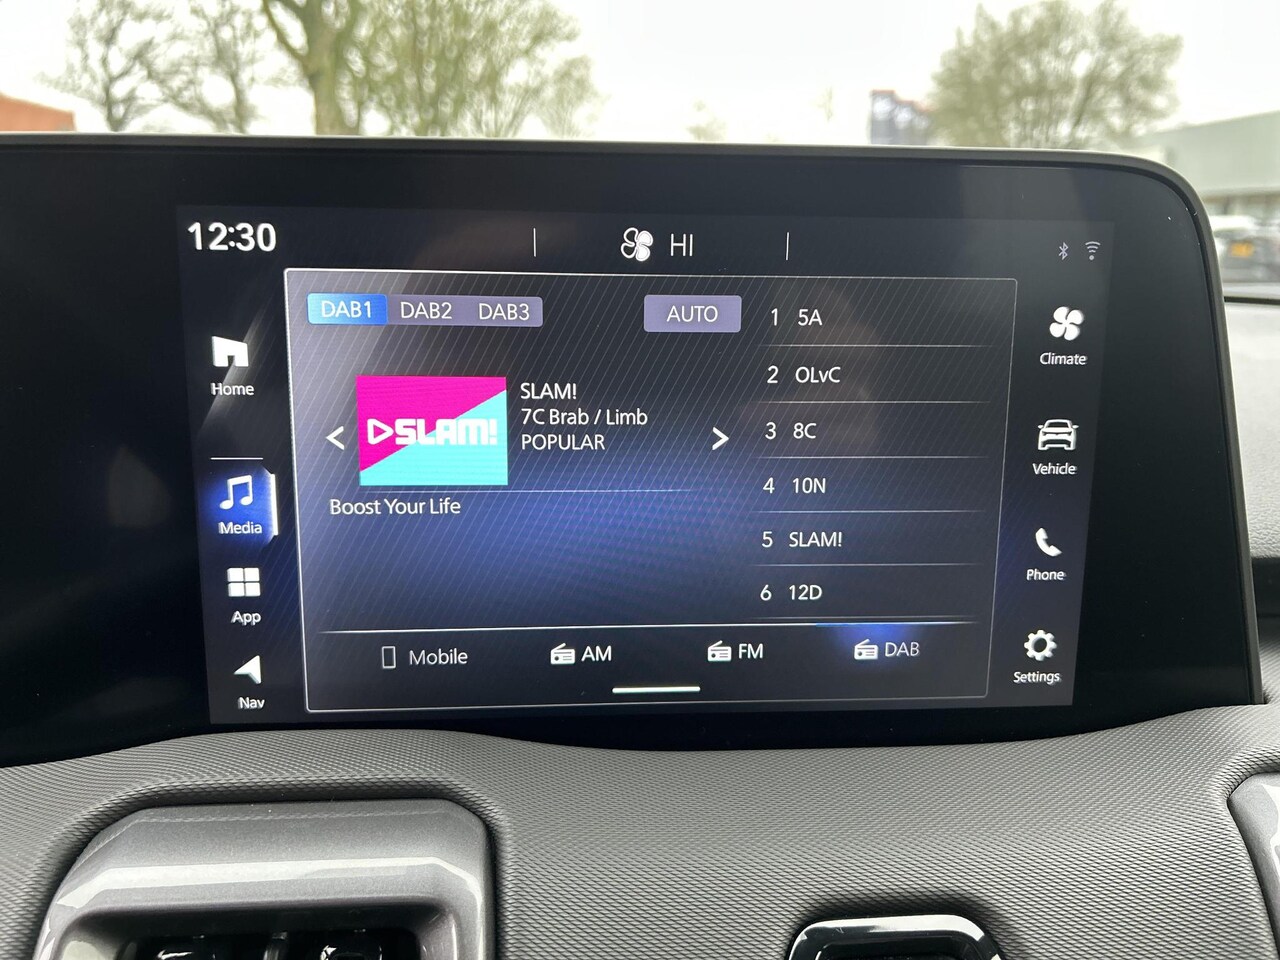 12:30
HI
DAB1 DAB2 DAB3
AUTO
Home
Media
App
Nav
SLAM!
SLAM!
7C Brab / Limb
POPULAR
Boost Your Life
1 5A
2 OLvC
3 8C
4 10N
5 SLAM!
6 12D
Mobile
AM
FM
DAB
Climate
Vehicle
Phone
Settings